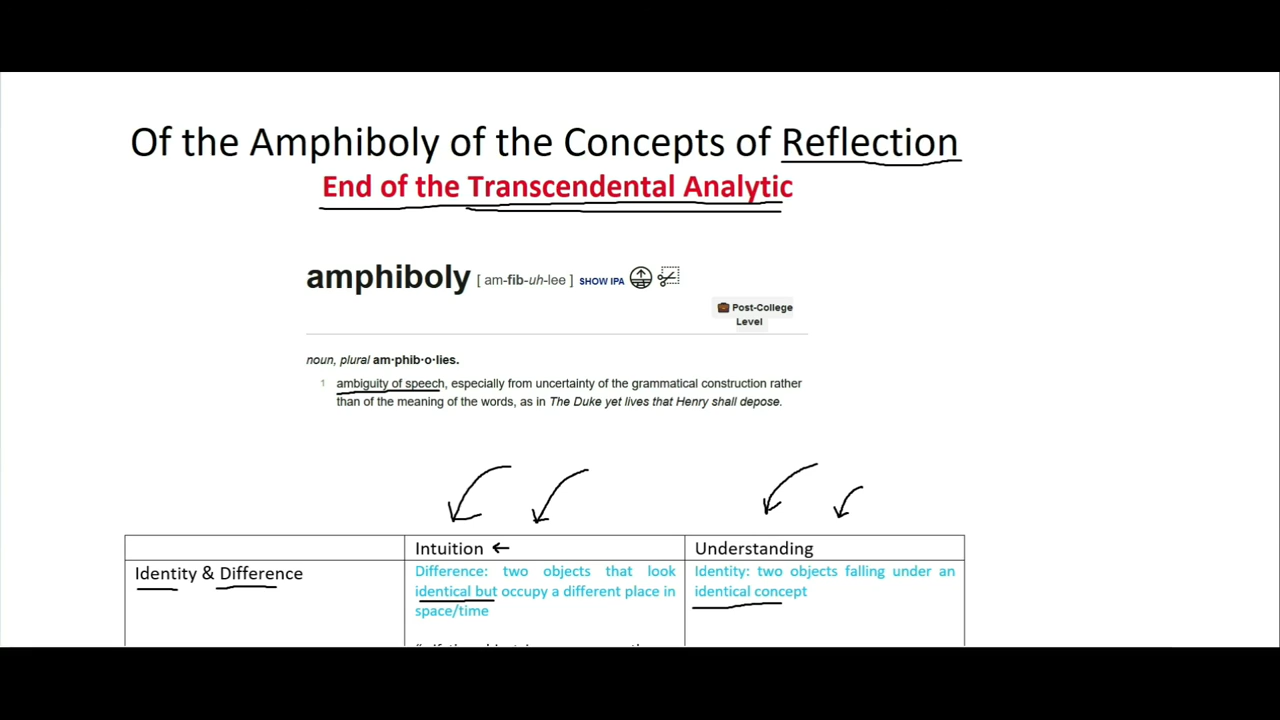 Of the Amphiboly of the Concepts of Reflection
End of the Transcendental Analytic
amphiboly [ am-fib-uh-lee ] SHOW IPA
Post-College
Level
noun, plural am·phib·o·lies.
1 ambiguity of speech, especially from uncertainty of the grammatical construction rather
than of the meaning of the words, as in The Duke yet lives that Henry shall depose.
Intuition ← Understanding
Identity & Difference
Difference: two objects that look
identical but occupy a different place in
space/time
Identity: two objects falling under an
identical concept